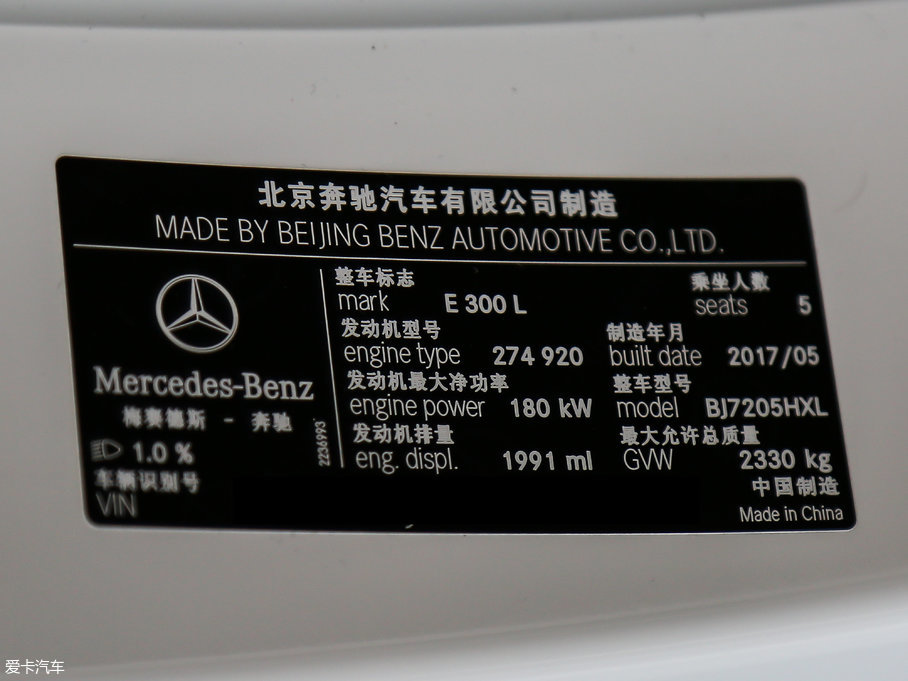 北京奔驰汽车有限公司制造
MADE BY BEIJING BENZ AUTOMOTIVE CO.,LTD.
Mercedes-Benz
梅赛德斯 - 奔驰
1.0 %
2236993
整车标志
mark E 300 L
乘坐人数
seats 5
发动机型号
engine type 274 920
制造年月
built date 2017/05
发动机最大净功率
engine power 180 kW
整车型号
model BJ7205HXL
发动机排量
eng. displ. 1991 ml
最大允许总质量
GVW 2330 kg
车辆识别号
VIN
中国制造
Made in China
爱卡汽车